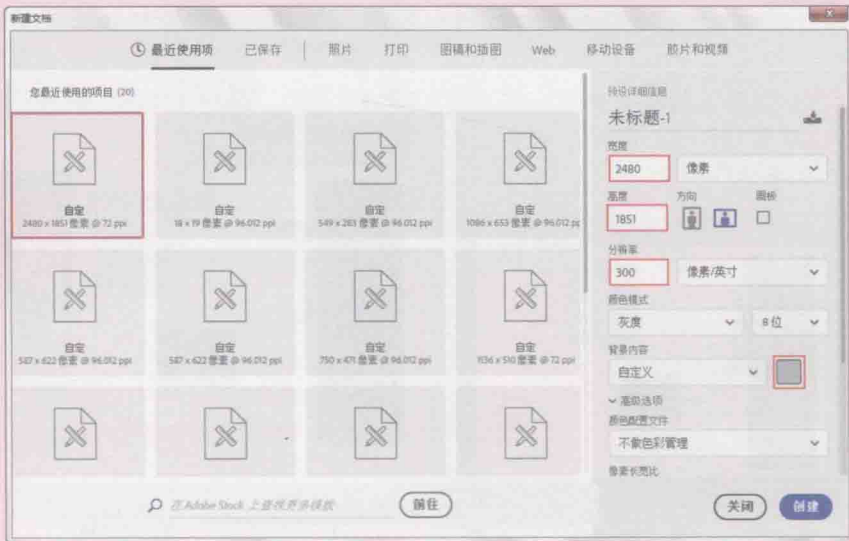 新建文档
最近使用项 已保存 照片 打印 图稿和插图 Web 移动设备 胶片和视频
您最近使用的项目 (20)
自定
2480 x 1851 像素 @ 72 ppi
自定
18 x 19 像素 @ 96.012 ppi
自定
549 x 283 像素 @ 96.012 ppi
自定
1086 x 653 像素 @ 96.012 pp
自定
587 x 622 像素 @ 96.012 ppi
自定
587 x 622 像素 @ 96.012 ppi
自定
750 x 471 像素 @ 96.012 ppi
自定
1136 x 510 像素 @ 72 ppi
在 Adobe Stock 上查找更多模板
前往
预设详细信息
未标题-1
宽度
2480 像素
高度 方向 画板
1851
分辨率
300 像素/英寸
颜色模式
灰度 8 位
背景内容
自定义
高级选项
颜色配置文件
不做色彩管理
像素长宽比
关闭 创建